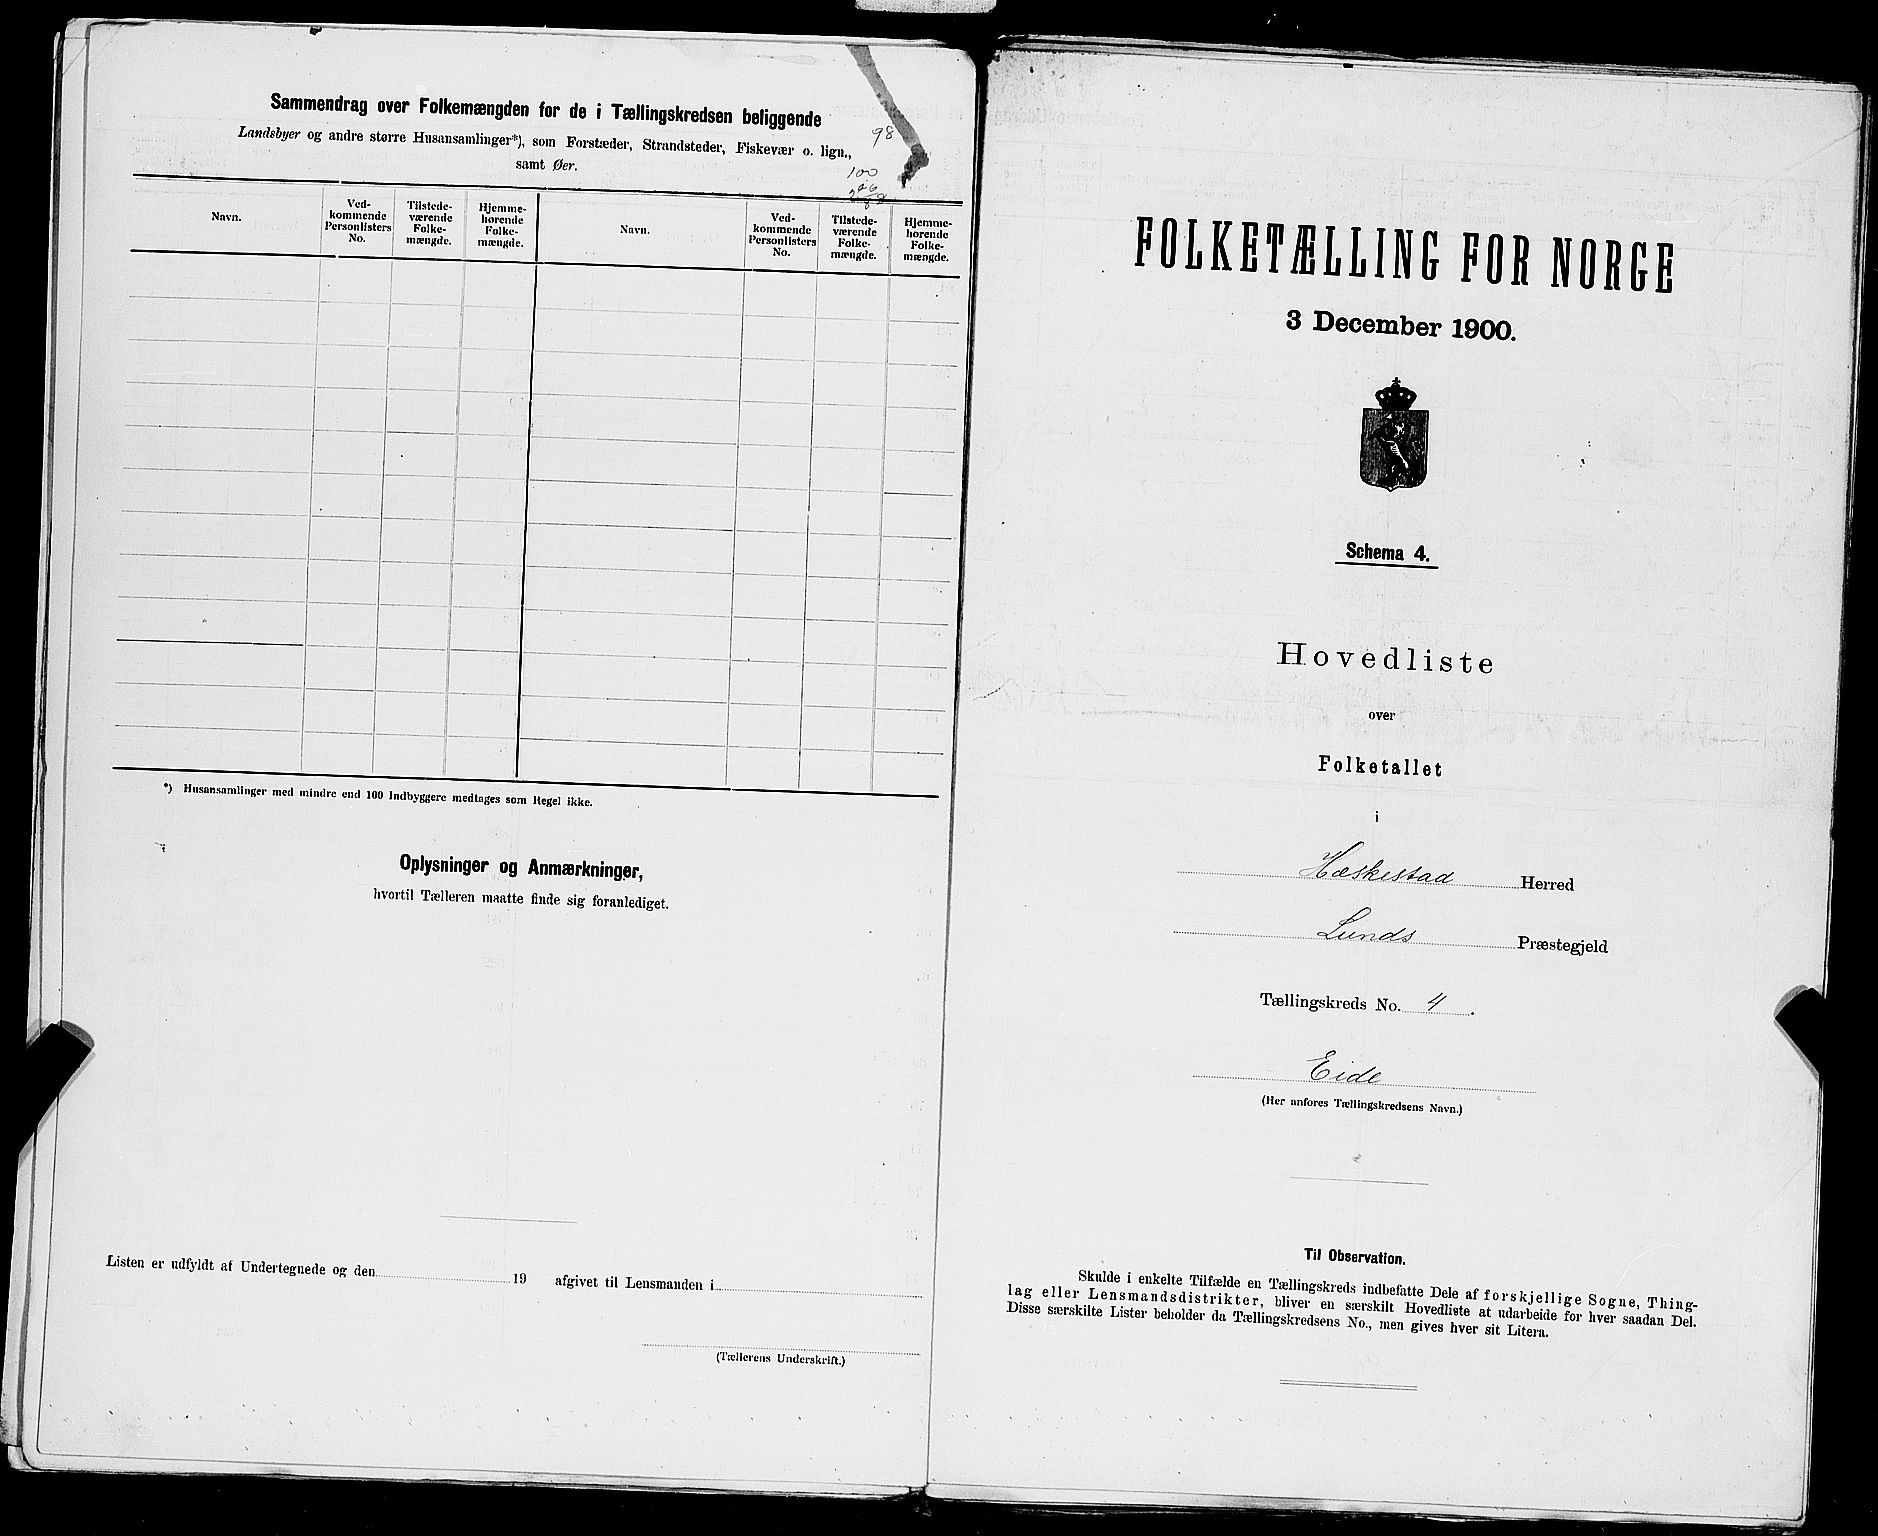 Sammendrag over Folkemængden for de i Tællingskredsen beliggende
Landsbyer og andre større Husansamlinger*), som Forstæder, Strandsteder, Fiskevær o. lign.,
samt Øer.
98
100
Navn.
Ved-
kommende
Personlisters
No.
Tilstede-
værende
Folke-
mængde.
Hjemme-
hørende
Folke-
mængde.
Navn.
Ved-
kommende
Personlisters
No.
Tilstede-
værende
Folke-
mængde.
Hjemme-
hørende
Folke-
mængde.
*) Husansamlinger med mindre end 100 Indbyggere medtages som Regel ikke.
Oplysninger og Anmærkninger,
hvortil Tælleren maatte finde sig foranlediget.
Listen er udfyldt af Undertegnede og den 19 afgivet til Lensmanden i
(Tællerens Underskrift.)
FOLKETÆLLING FOR NORGE
3 December 1900.
Schema 4.
Hovedliste
over
Folketallet
i
Hæskestad Herred
Lunds Præstegjeld
Tællingskreds No. 4.
Eide
(Her anføres Tællingskredsens Navn.)
Til Observation.
Skulde i enkelte Tilfælde en Tællingskreds indbefatte Dele af forskjellige Sogne, Thing-
lag eller Lensmandsdistrikter, bliver en særskilt Hovedliste at udarbeide for hver saadan Del.
Disse særskilte Lister beholder da Tællingskredsens No., men gives hver sit Litera.